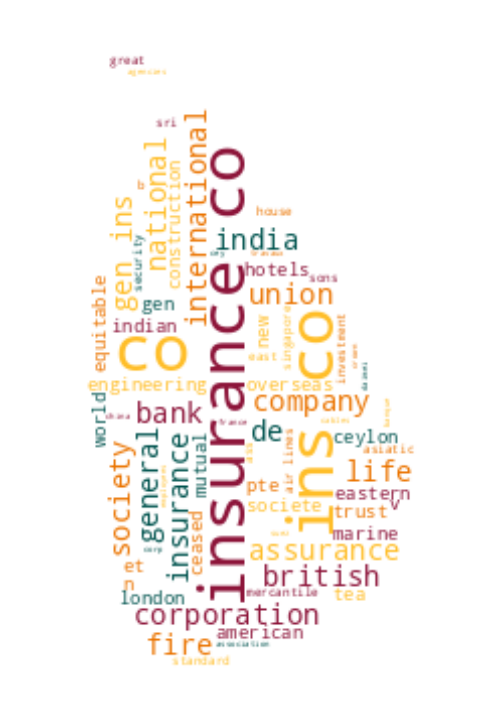 great
agencies
sri
international
national
construction
insurance co
gen ins
house
india
security
hotels
sons
gen
equitable
union
indian
co
ins co
new
singapore
investment
east
engineering
overseas
world
bank
company
china
france
de
ceylon
general
insurance
mutual
society
air lines
asiatic
life
pte
eastern
v
societe
trust
ceased
marine
assurance
corp
et
n
british
london
mercantile
tea
corporation
american
fire
association
standard